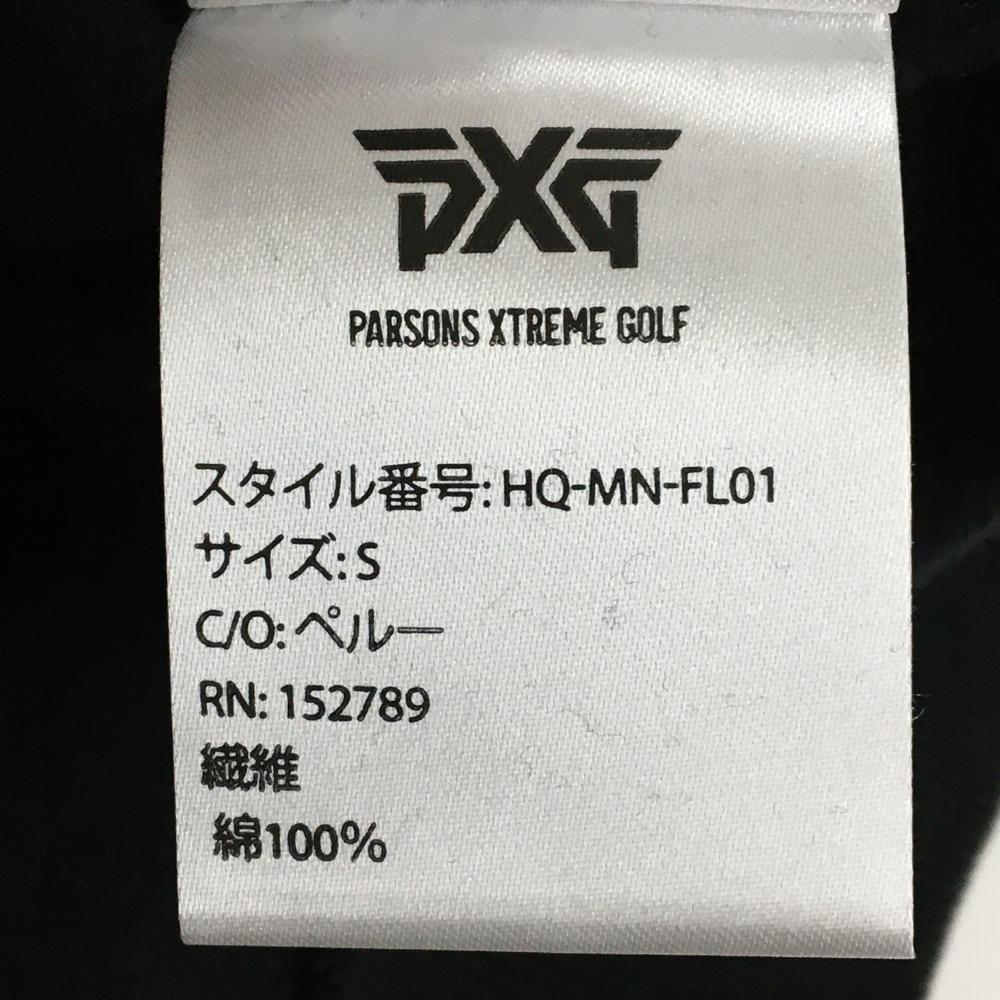 PXG
PARSONS XTREME GOLF
スタイル番号: HQ-MN-FL01
サイズ: S
C/O: ペルー
RN: 152789
繊維
綿100%